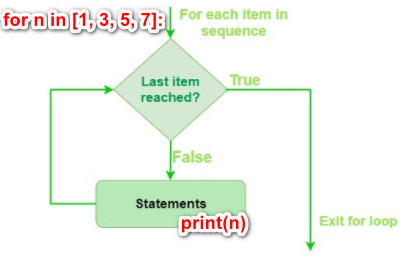 for n in [1, 3, 5, 7]:
For each item in
sequence
Last item
reached?
True
False
Statements
print(n)
Exit for loop